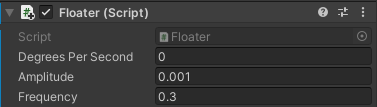 Floater (Script)
Script Floater
Degrees Per Second 0
Amplitude 0.001
Frequency 0.3